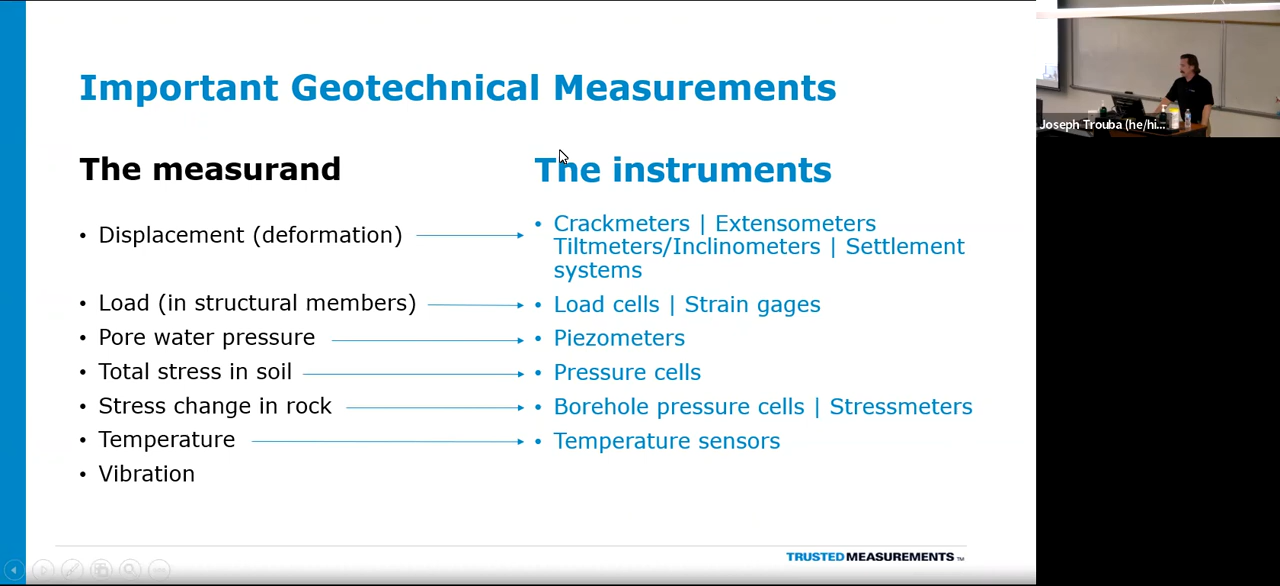 Important Geotechnical Measurements
The measurand
The instruments
• Displacement (deformation)
• Crackmeters | Extensometers
Tiltmeters/Inclinometers | Settlement
systems
• Load (in structural members)
• Load cells | Strain gages
• Pore water pressure
• Piezometers
• Total stress in soil
• Pressure cells
• Stress change in rock
• Borehole pressure cells | Stressmeters
• Temperature
• Temperature sensors
• Vibration
TRUSTED MEASUREMENTS ™
Joseph Trouba (he/hi...